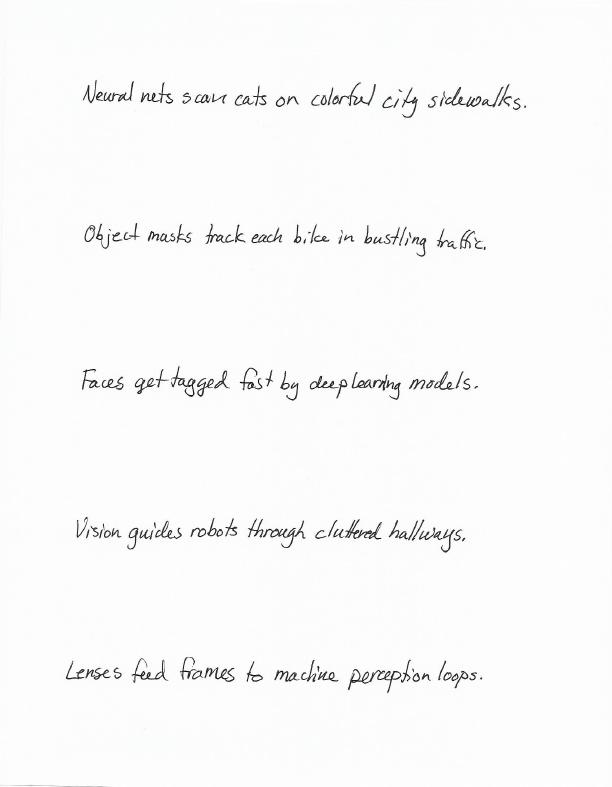 Neural nets scan cats on colorful city sidewalks.
Object masks track each bike in bustling traffic.
Faces get tagged fast by deep learning models.
Vision guides robots through cluttered hallways.
Lenses feed frames to machine perception loops.